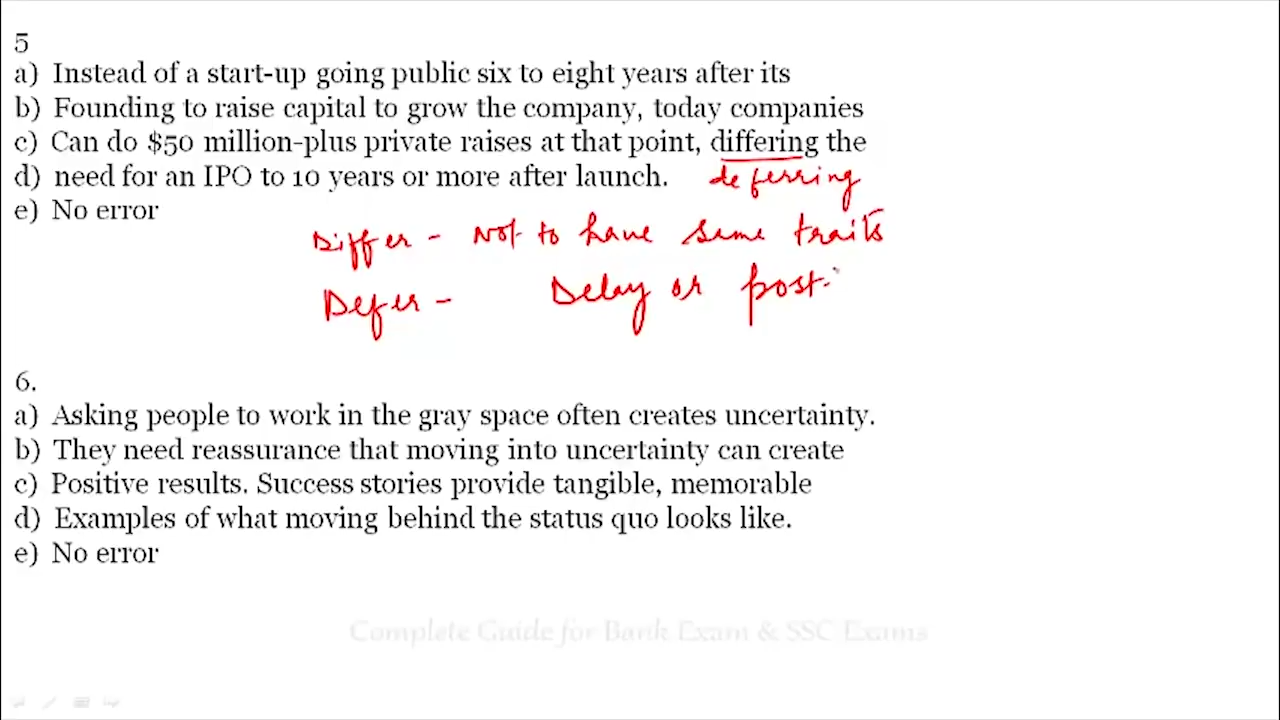 5
a) Instead of a start-up going public six to eight years after its
b) Founding to raise capital to grow the company, today companies
c) Can do $50 million-plus private raises at that point, differing the
d) need for an IPO to 10 years or more after launch. deferring
e) No error
Differ - Not to have same traits
Defer - Delay or post-
6.
a) Asking people to work in the gray space often creates uncertainty.
b) They need reassurance that moving into uncertainty can create
c) Positive results. Success stories provide tangible, memorable
d) Examples of what moving behind the status quo looks like.
e) No error
Complete Guide for Bank Exam & SSC Exams